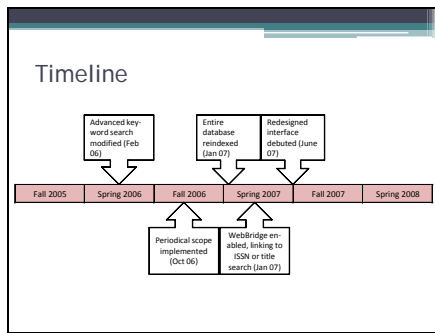 Timeline
Advanced key-
word search
modified (Feb
06)
Entire
database
reindexed
(Jan 07)
Redesigned
interface
debuted (June
07)
Fall 2005 Spring 2006 Fall 2006 Spring 2007 Fall 2007 Spring 2008
Periodical scope
implemented
(Oct 06)
WebBridge en-
abled, linking to
ISSN or title
search (Jan 07)